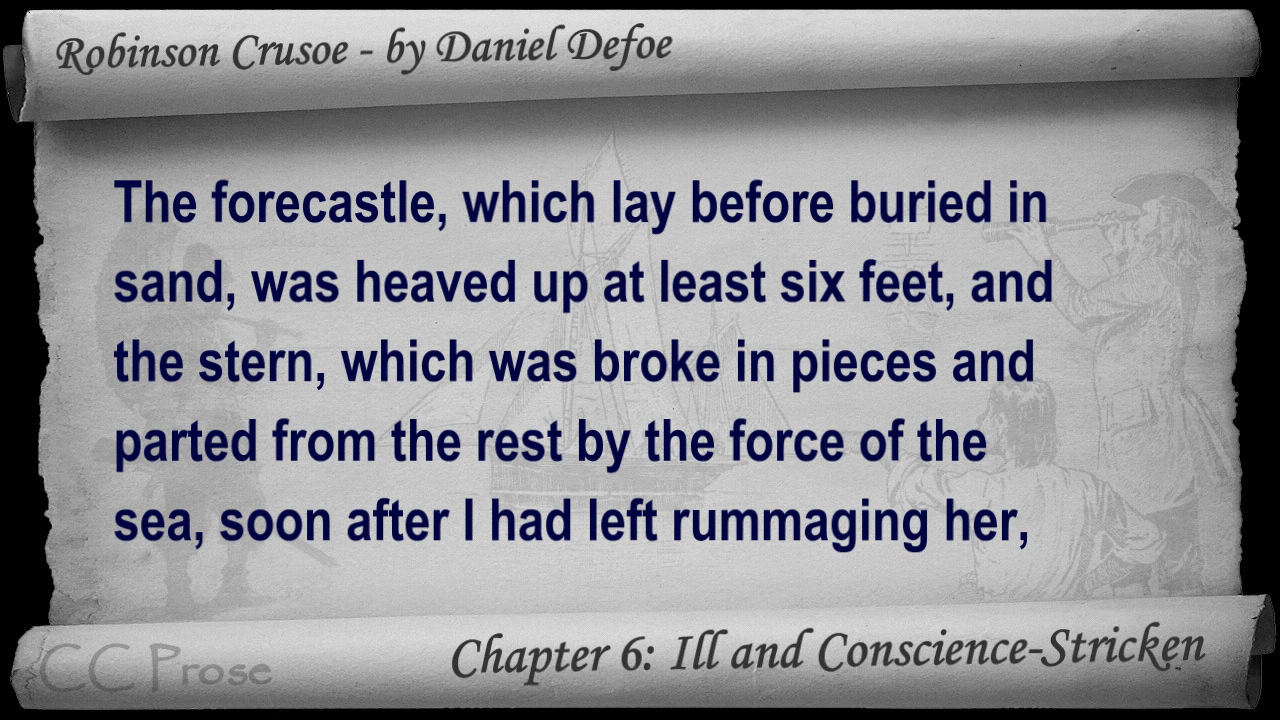 Robinson Crusoe - by Daniel Defoe
The forecastle, which lay before buried in
sand, was heaved up at least six feet, and
the stern, which was broke in pieces and
parted from the rest by the force of the
sea, soon after I had left rummaging her,
CC Prose
Chapter 6: Ill and Conscience-Stricken